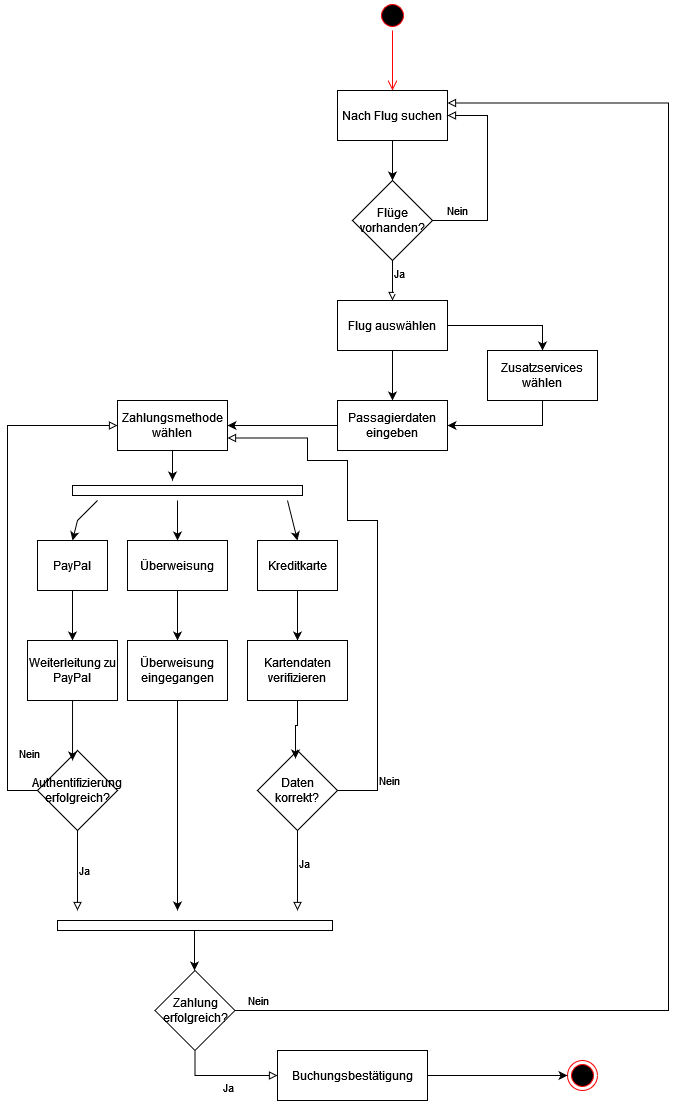 Nach Flug suchen
Flüge
vorhanden?
Nein
Ja
Flug auswählen
Zusatzservices
wählen
Passagierdaten
eingeben
Zahlungsmethode
wählen
PayPal
Überweisung
Kreditkarte
Weiterleitung zu
PayPal
Überweisung
eingegangen
Kartendaten
verifizieren
Nein
Authentifizierung
erfolgreich?
Daten
korrekt?
Nein
Ja
Ja
Zahlung
erfolgreich?
Nein
Ja
Buchungsbestätigung